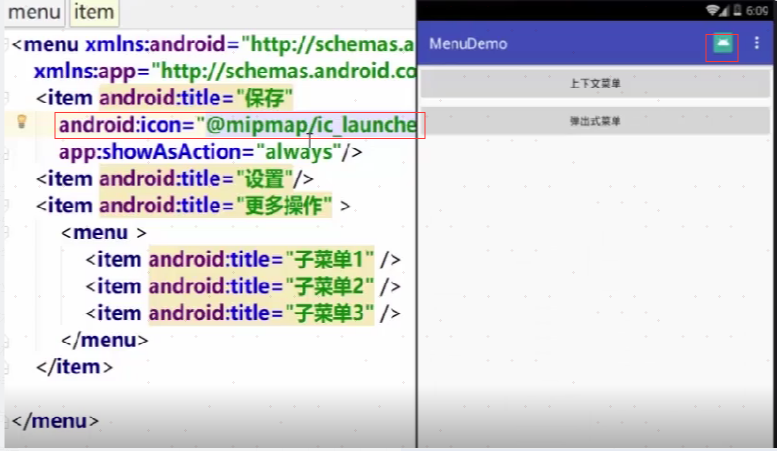 menu item
<menu xmlns:android="http://schemas.a
xmlns:app="http://schemas.android.co
<item android:title="保存"
android:icon="@mipmap/ic_launche
app:showAsAction="always"/>
<item android:title="设置"/>
<item android:title="更多操作" >
<menu >
<item android:title="子菜单1" />
<item android:title="子菜单2" />
<item android:title="子菜单3" />
</menu>
</item>
</menu>
6:09
MenuDemo
上下文菜单
弹出式菜单